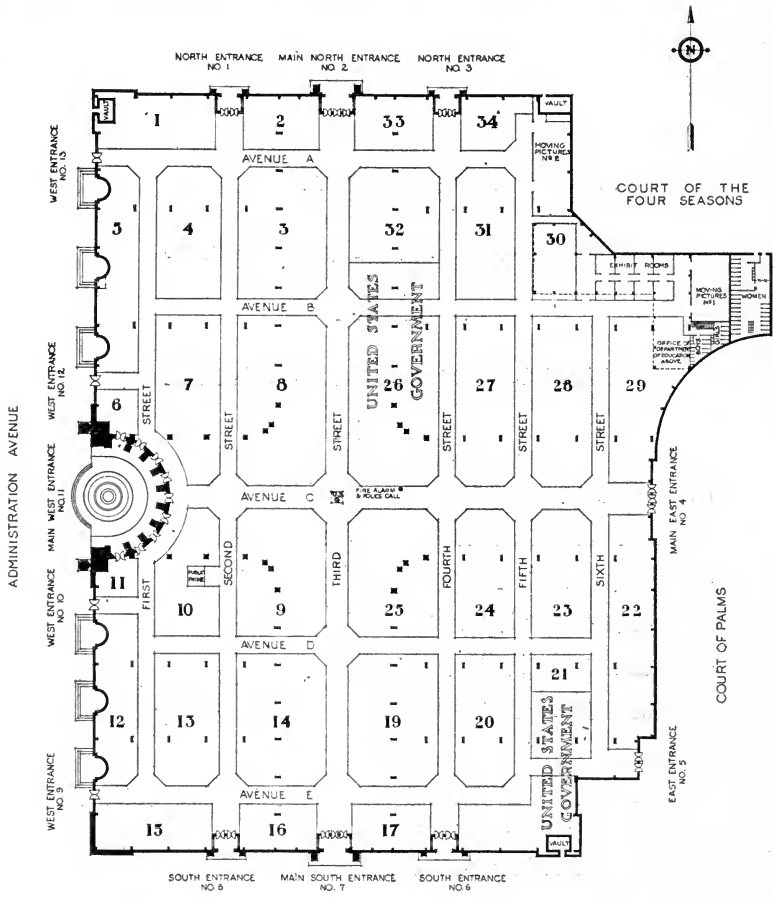 NORTH ENTRANCE
NO. 1
MAIN NORTH ENTRANCE
NO. 2
NORTH ENTRANCE
NO. 3
N
VAULT
1
2
33
34
VAULT
WEST ENTRANCE
NO. 13
AVENUE A
MOVING
PICTURES
Nº 2
COURT OF THE
FOUR SEASONS
5
4
3
32
31
30
EXHIBIT ROOMS
MOVING
PICTURES
Nº 1
WOMEN
AVENUE B
UNITED STATES
GOVERNMENT
OFFICE OF
DEPARTMENT
OF EDUCATION
ABOVE
BOYS
GIRLS
WEST ENTRANCE
NO. 12
6
7
8
26
27
28
29
STREET
STREET
STREET
STREET
STREET
STREET
ADMINISTRATION AVENUE
MAIN WEST ENTRANCE
NO. 11
AVENUE C
FIRE ALARM
& POLICE CALL
MAIN EAST ENTRANCE
NO 4
WEST ENTRANCE
NO. 10
11
FIRST
PUBLIC
PHONE
SECOND
THIRD
FOURTH
FIFTH
SIXTH
10
9
25
24
23
22
COURT OF PALMS
AVENUE D
21
12
13
14
19
20
UNITED STATES
GOVERNMENT
EAST ENTRANCE
NO. 5
WEST ENTRANCE
NO. 9
AVENUE E
15
16
17
VAULT
SOUTH ENTRANCE
NO. 8
MAIN SOUTH ENTRANCE
NO. 7
SOUTH ENTRANCE
NO. 6